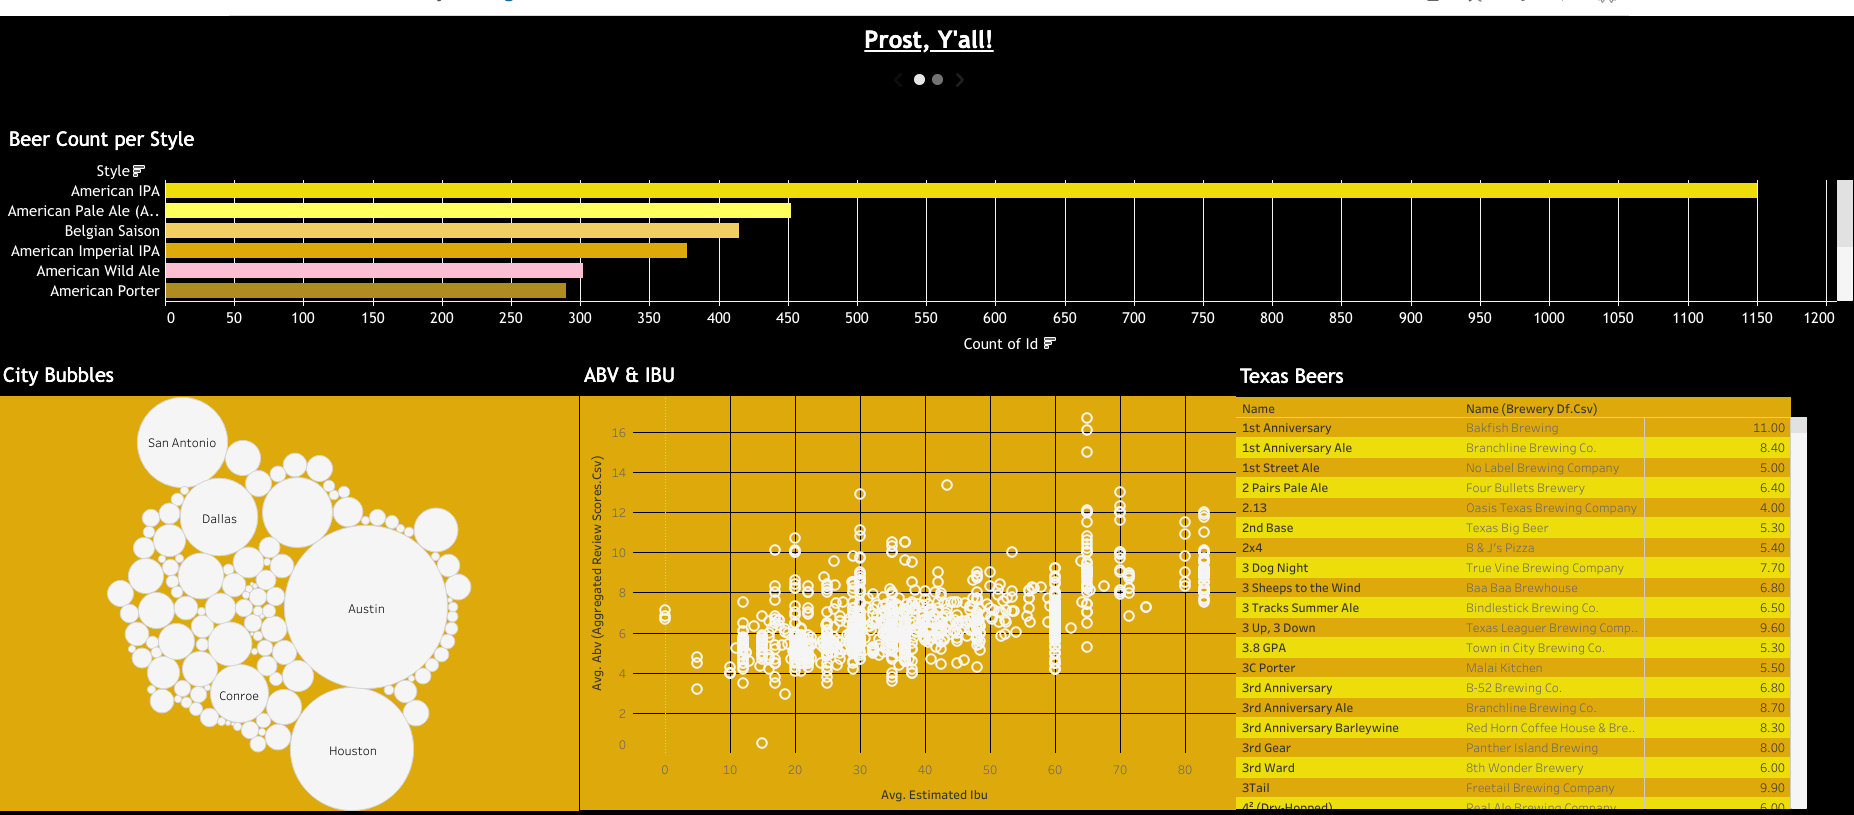 Prost, Y'all!
Beer Count per Style
Style
American IPA
American Pale Ale (A..
Belgian Saison
American Imperial IPA
American Wild Ale
American Porter
0 50 100 150 200 250 300 350 400 450 500 550 600 650 700 750 800 850 900 950 1000 1050 1100 1150 1200
Count of Id
City Bubbles
San Antonio
Dallas
Austin
Conroe
Houston
ABV & IBU
Avg. Abv (Aggregated Review Scores.Csv)
16
14
12
10
8
6
4
2
0
0 10 20 30 40 50 60 70 80
Avg. Estimated Ibu
Texas Beers
Name Name (Brewery Df.Csv)
1st Anniversary Bakfish Brewing 11.00
1st Anniversary Ale Branchline Brewing Co. 8.40
1st Street Ale No Label Brewing Company 5.00
2 Pairs Pale Ale Four Bullets Brewery 6.40
2.13 Oasis Texas Brewing Company 4.00
2nd Base Texas Big Beer 5.30
2x4 B & J's Pizza 5.40
3 Dog Night True Vine Brewing Company 7.70
3 Sheeps to the Wind Baa Baa Brewhouse 6.80
3 Tracks Summer Ale Bindlestick Brewing Co. 6.50
3 Up, 3 Down Texas Leaguer Brewing Comp.. 9.60
3.8 GPA Town in City Brewing Co. 5.30
3C Porter Malai Kitchen 5.50
3rd Anniversary B-52 Brewing Co. 6.80
3rd Anniversary Ale Branchline Brewing Co. 8.70
3rd Anniversary Barleywine Red Horn Coffee House & Bre.. 8.30
3rd Gear Panther Island Brewing 8.00
3rd Ward 8th Wonder Brewery 6.00
3Tail Freetail Brewing Company 9.90
4² (Dry-Hopped) Real Ale Brewing Company 6.00